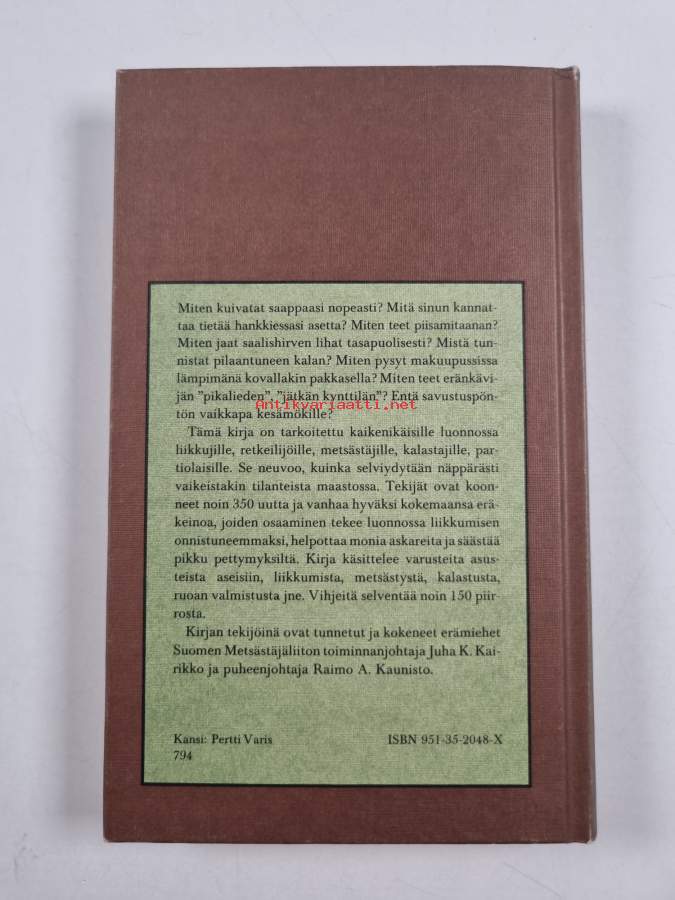 Miten kuivatat saappaasi nopeasti? Mitä sinun kannat-
taa tietää hankkiessasi asetta? Miten teet piisamitaanan?
Miten jaat saalishirven lihat tasapuolisesti? Mistä tun-
nistat pilaantuneen kalan? Miten pysyt makuupussissa
lämpimänä kovallakin pakkasella? Miten teet eränkävi-
jän ”pikalieden”, ”jätkän kynttilän”? Entä savustuspön-
tön vaikkapa kesämökille?
Antikvariaatti.net
Tämä kirja on tarkoitettu kaikenikäisille luonnossa
liikkujille, retkeilijöille, metsästäjille, kalastajille, par-
tiolaisille. Se neuvoo, kuinka selviydytään näppärästi
vaikeistakin tilanteista maastossa. Tekijät ovat koon-
neet noin 350 uutta ja vanhaa hyväksi kokemaansa erä-
keinoa, joiden osaaminen tekee luonnossa liikkumisen
onnistuneemmaksi, helpottaa monia askareita ja säästää
pikku pettymyksiltä. Kirja käsittelee varusteita asus-
teista aseisiin, liikkumista, metsästystä, kalastusta,
ruoan valmistusta jne. Vihjeitä selventää noin 150 piir-
rosta.
Kirjan tekijöinä ovat tunnetut ja kokeneet erämiehet
Suomen Metsästäjäliiton toiminnanjohtaja Juha K. Kai-
rikko ja puheenjohtaja Raimo A. Kaunisto.
Kansi: Pertti Varis ISBN 951-35-2048-X
794